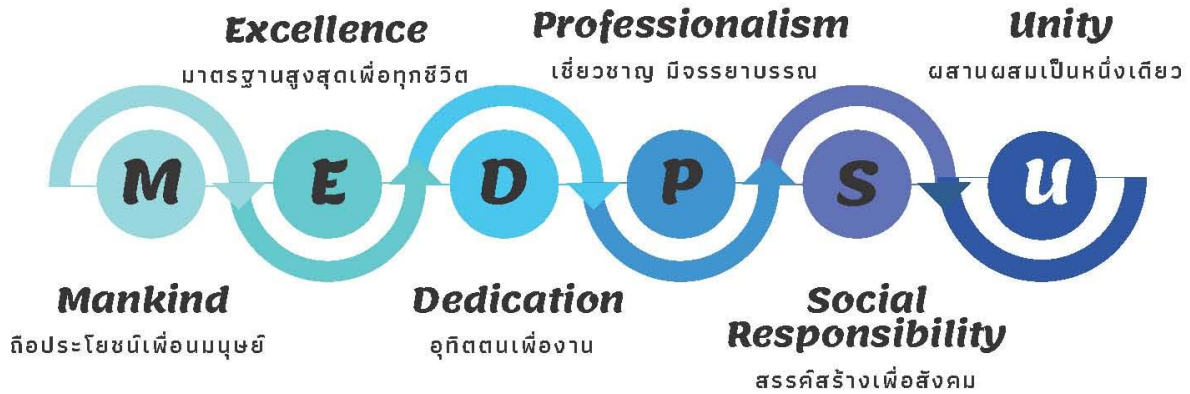 Excellence
มาตรฐานสูงสุดเพื่อทุกชีวิต
Professionalism
เชี่ยวชาญ มีจรรยาบรรณ
Unity
ผสานผสมเป็นหนึ่งเดียว
M E D P S U
Mankind
ถือประโยชน์เพื่อนมนุษย์
Dedication
อุทิตตนเพื่องาน
Social
Responsibility
สรรค์สร้างเพื่อสังคม